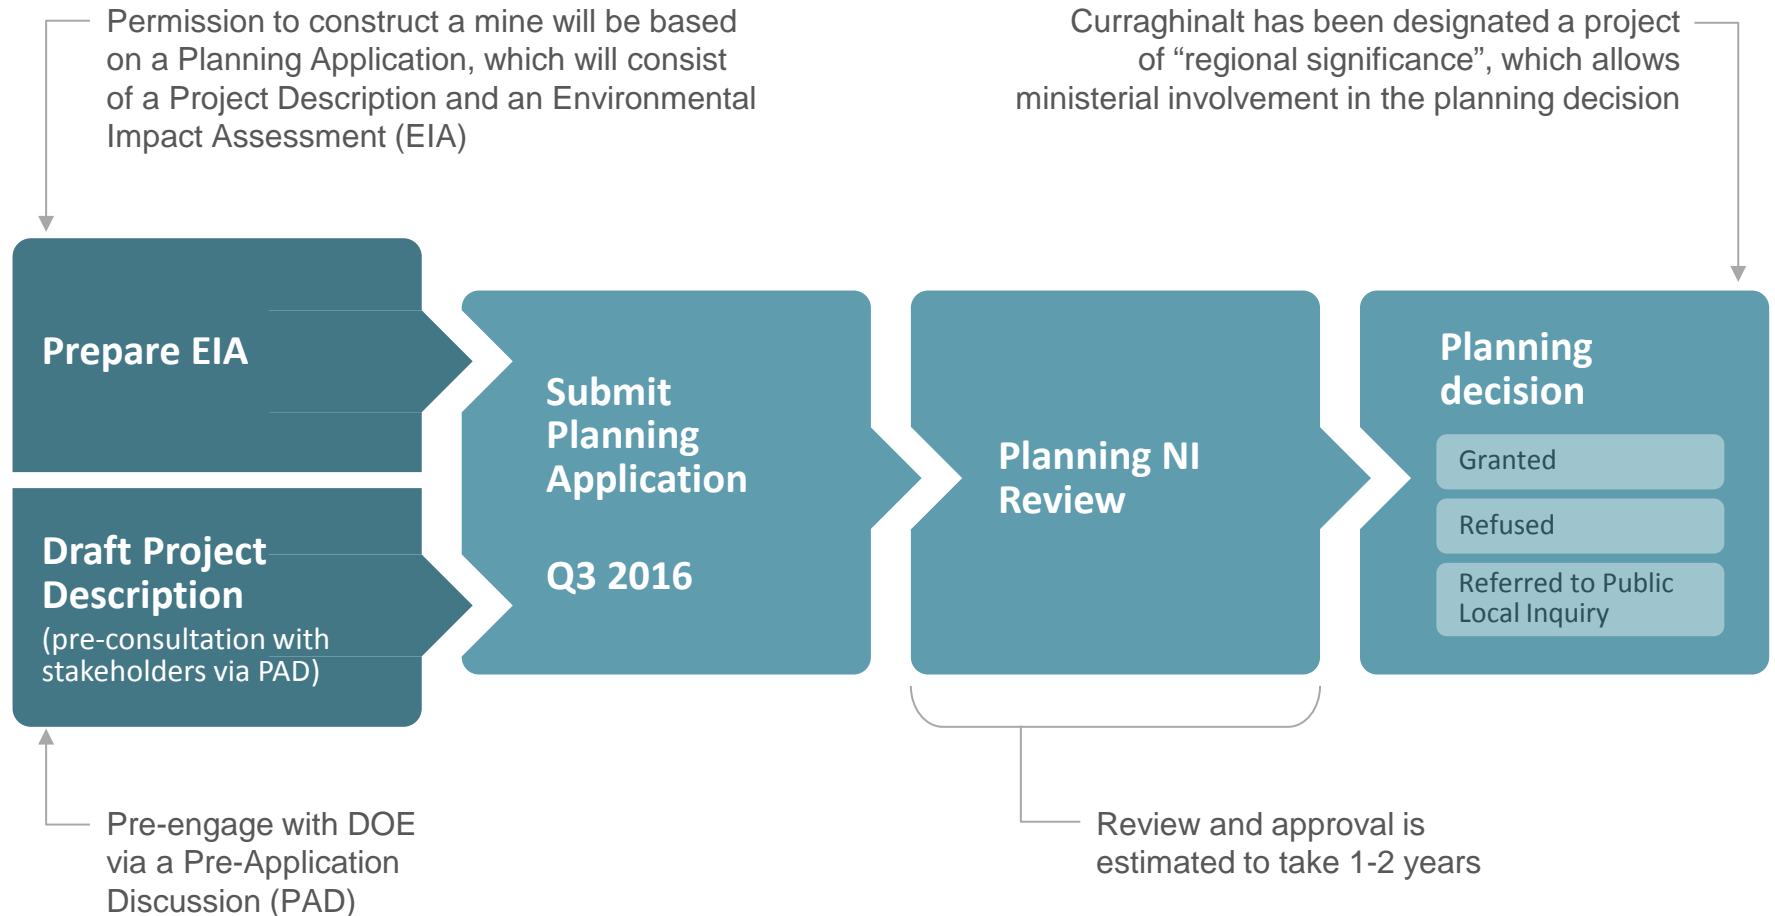 Permission to construct a mine will be based
on a Planning Application, which will consist
of a Project Description and an Environmental
Impact Assessment (EIA)
Curraghinalt has been designated a project
of “regional significance”, which allows
ministerial involvement in the planning decision
Prepare EIA
Draft Project
Description
(pre-consultation with
stakeholders via PAD)
Submit
Planning
Application
Q3 2016
Planning NI
Review
Planning
decision
Granted
Refused
Referred to Public
Local Inquiry
Pre-engage with DOE
via a Pre-Application
Discussion (PAD)
Review and approval is
estimated to take 1-2 years